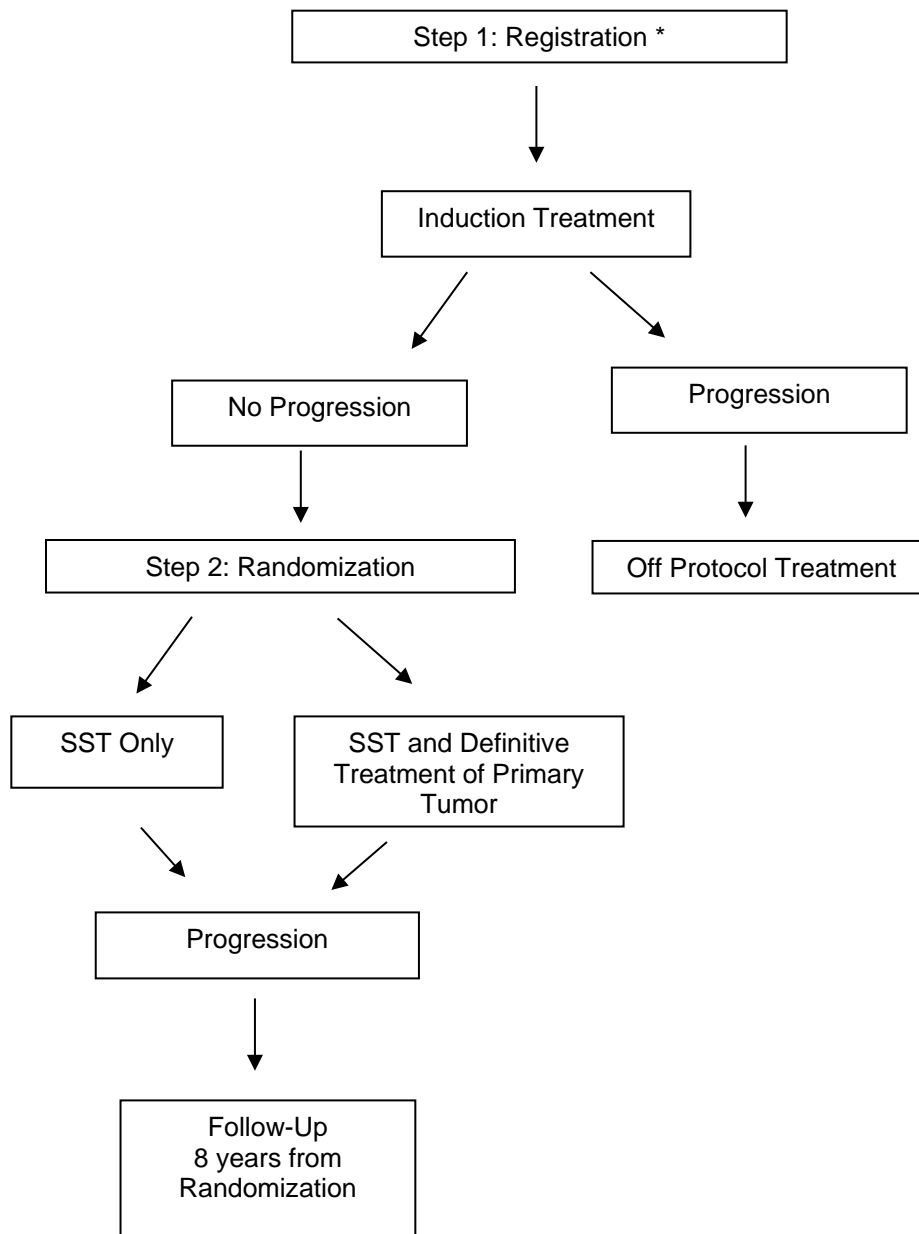 Step 1: Registration *
Induction Treatment
No Progression
Progression
Step 2: Randomization
Off Protocol Treatment
SST Only
SST and Definitive
Treatment of Primary
Tumor
Progression
Follow-Up
8 years from
Randomization